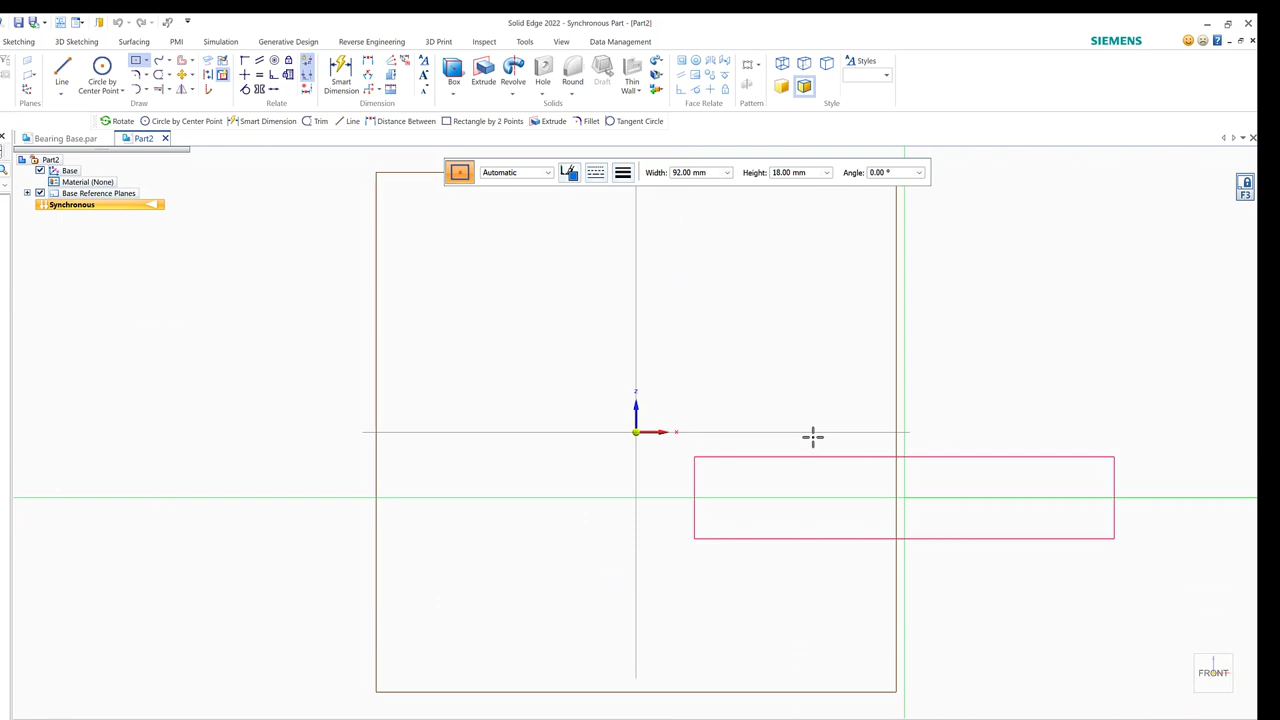 Solid Edge 2022 - Synchronous Part - [Part2]
Sketching 3D Sketching Surfacing PMI Simulation Generative Design Reverse Engineering 3D Print Inspect Tools View Data Management SIEMENS
Line Circle by Center Point Smart Dimension Box Extrude Revolve Hole Round Draft Thin Wall Styles
Planes Draw Relate Dimension Solids Face Relate Pattern Style
Rotate Circle by Center Point Smart Dimension Trim Line Distance Between Rectangle by 2 Points Extrude Fillet Tangent Circle
Bearing Base.par Part2
Part2
Base
Material (None)
Base Reference Planes
Synchronous
Automatic Width: 92.00 mm Height: 18.00 mm Angle: 0.00 °
F3
z
x
FRONT